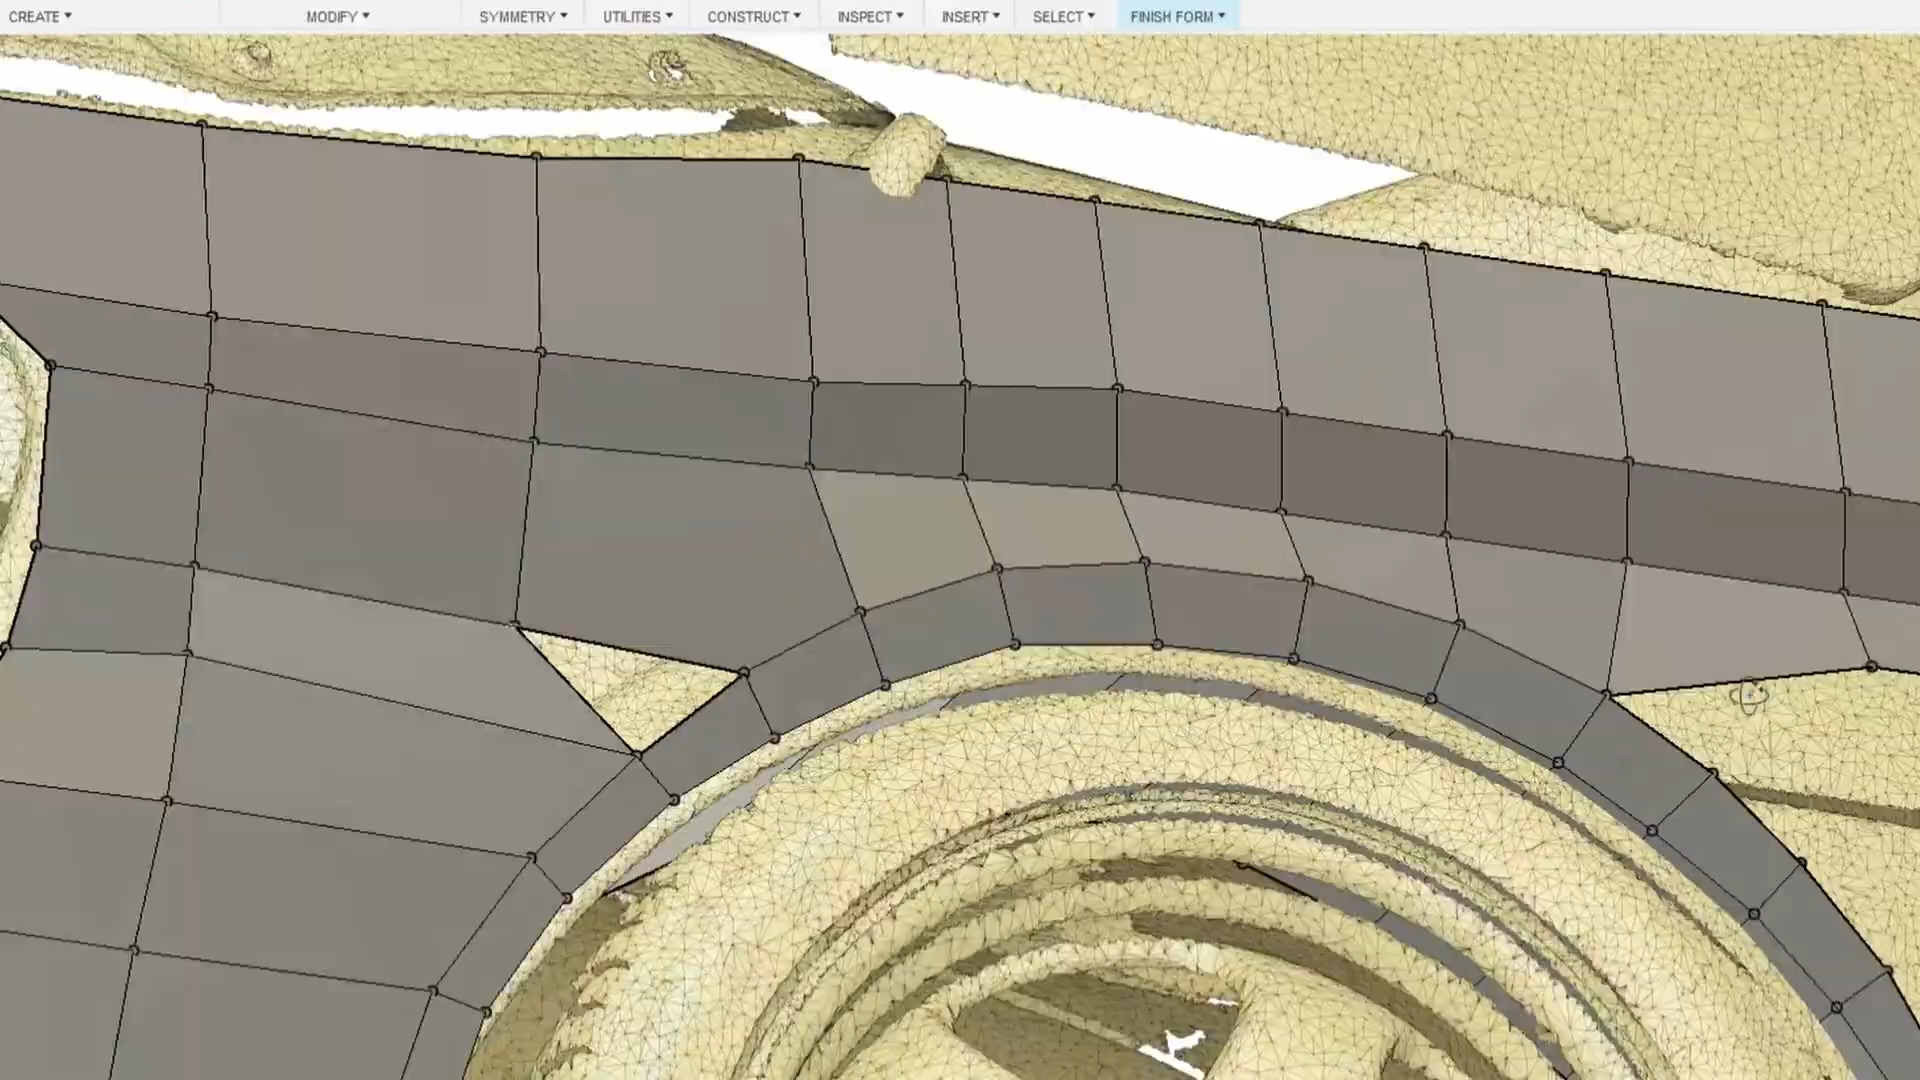 CREATE▾ MODIFY▾ SYMMETRY▾ UTILITIES▾ CONSTRUCT▾ INSPECT▾ INSERT▾ SELECT▾ FINISH FORM▾